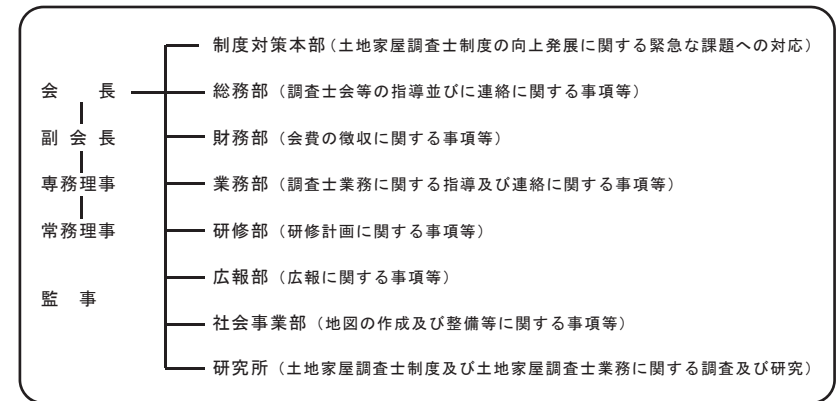 制度対策本部（土地家屋調査士制度の向上発展に関する緊急な課題への対応）
会　　長
総務部（調査士会等の指導並びに連絡に関する事項等）
副 会 長
財務部（会費の徴収に関する事項等）
専務理事
業務部（調査士業務に関する指導及び連絡に関する事項等）
常務理事
研修部（研修計画に関する事項等）
広報部（広報に関する事項等）
監　事
社会事業部（地図の作成及び整備等に関する事項等）
研究所（土地家屋調査士制度及び土地家屋調査士業務に関する調査及び研究）